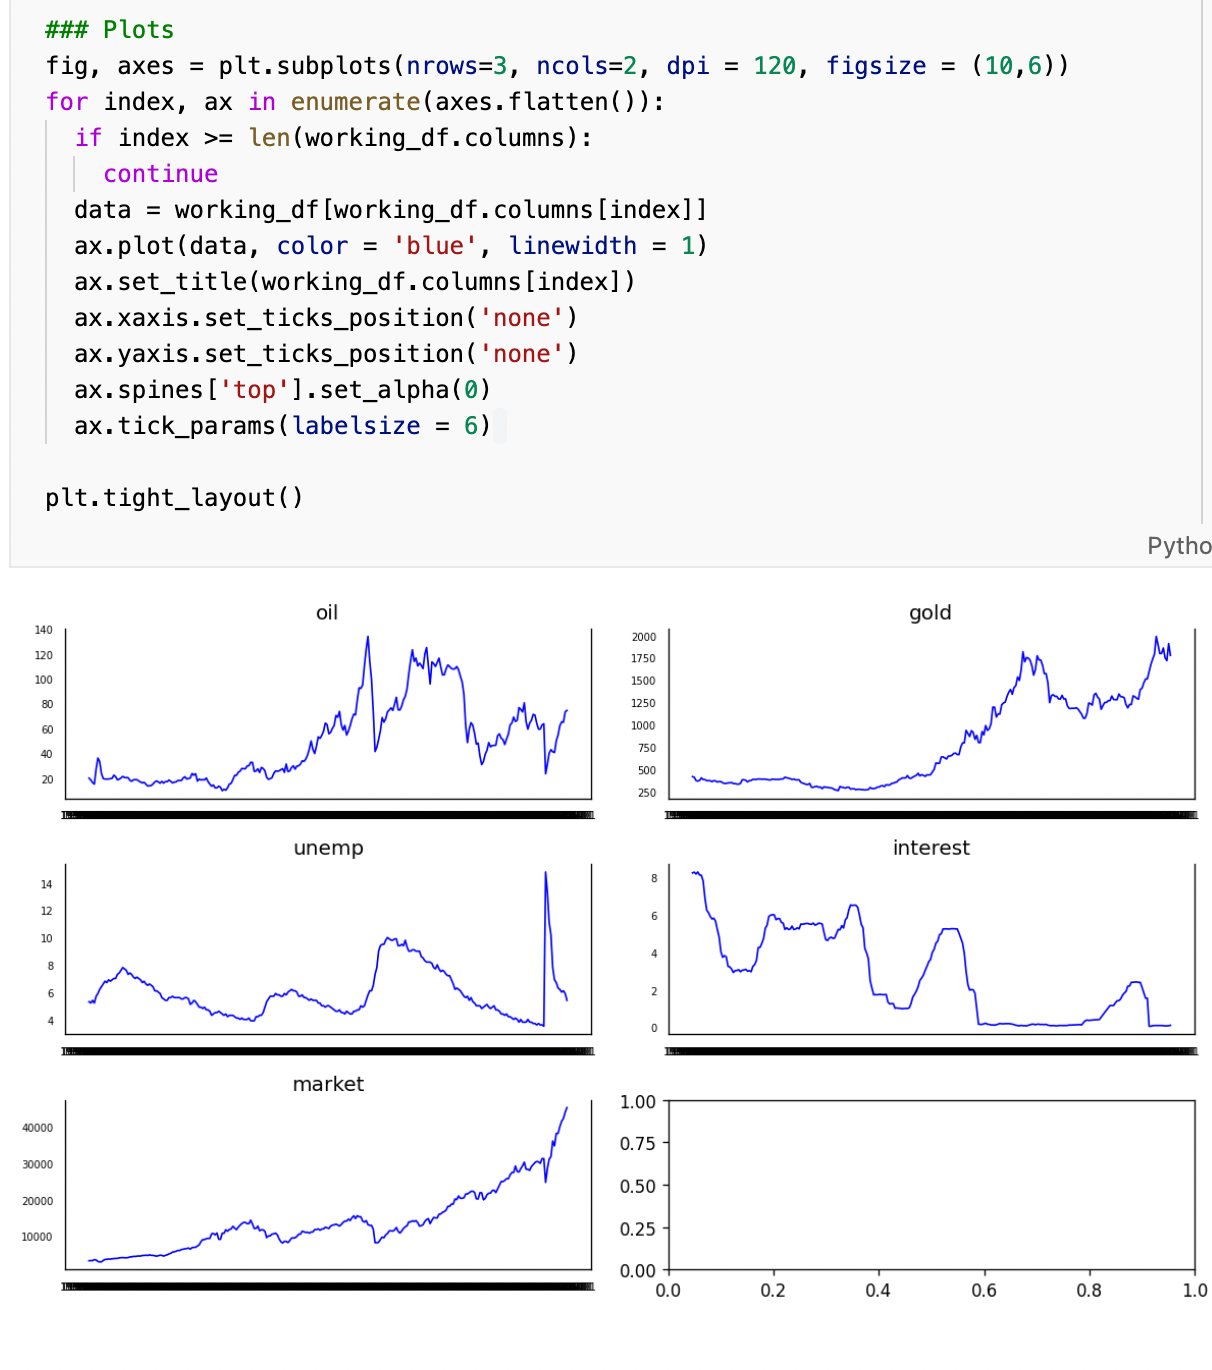 ### Plots
fig, axes = plt.subplots(nrows=3, ncols=2, dpi = 120, figsize = (10,6))
for index, ax in enumerate(axes.flatten()):
  if index >= len(working_df.columns):
    continue
  data = working_df[working_df.columns[index]]
  ax.plot(data, color = 'blue', linewidth = 1)
  ax.set_title(working_df.columns[index])
  ax.xaxis.set_ticks_position('none')
  ax.yaxis.set_ticks_position('none')
  ax.spines['top'].set_alpha(0)
  ax.tick_params(labelsize = 6)
plt.tight_layout()
Pytho
oil
140
120
100
80
60
40
20
gold
2000
1750
1500
1250
1000
750
500
250
unemp
14
12
10
8
6
4
interest
8
6
4
2
0
market
40000
30000
20000
10000
1.00
0.75
0.50
0.25
0.00
0.0 0.2 0.4 0.6 0.8 1.0